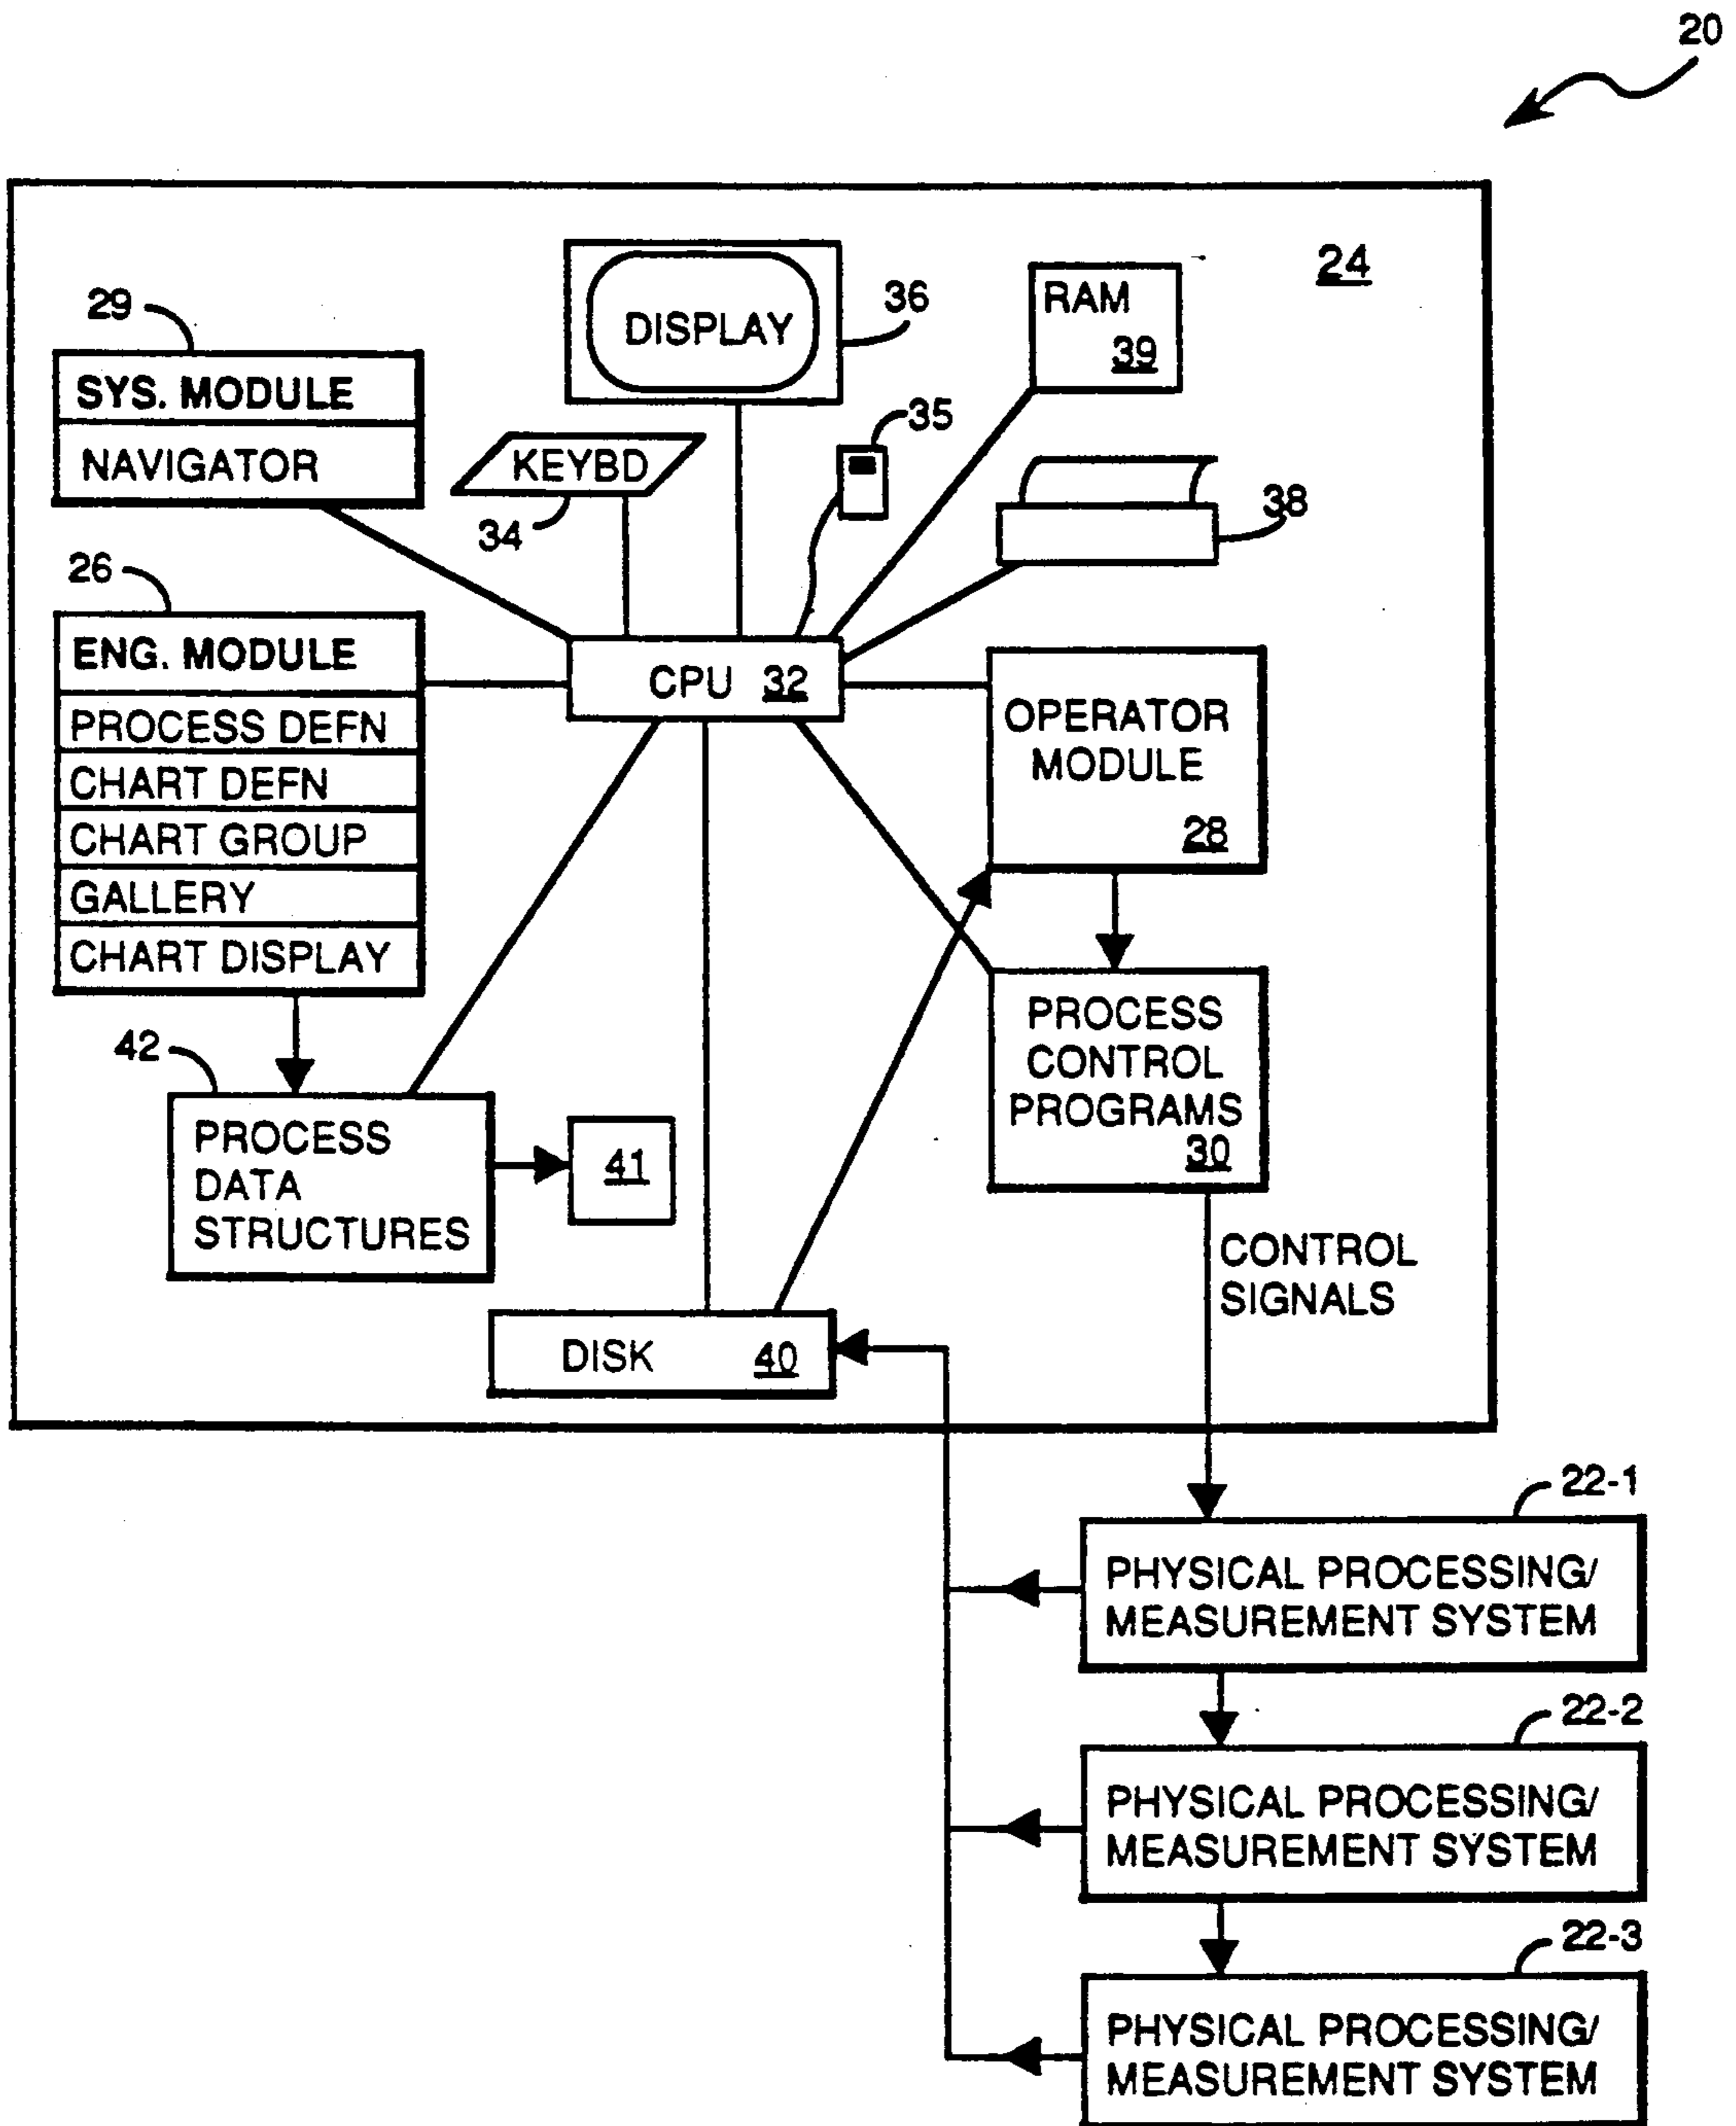 20
24
29
SYS. MODULE
NAVIGATOR
DISPLAY
36
RAM
39
35
KEYBD
34
38
26
ENG. MODULE
PROCESS DEFN
CHART DEFN
CHART GROUP
GALLERY
CHART DISPLAY
CPU 32
OPERATOR
MODULE
28
42
PROCESS
DATA
STRUCTURES
41
PROCESS
CONTROL
PROGRAMS
30
CONTROL
SIGNALS
DISK 40
22-1
PHYSICAL PROCESSING/
MEASUREMENT SYSTEM
22-2
PHYSICAL PROCESSING/
MEASUREMENT SYSTEM
22-3
PHYSICAL PROCESSING/
MEASUREMENT SYSTEM